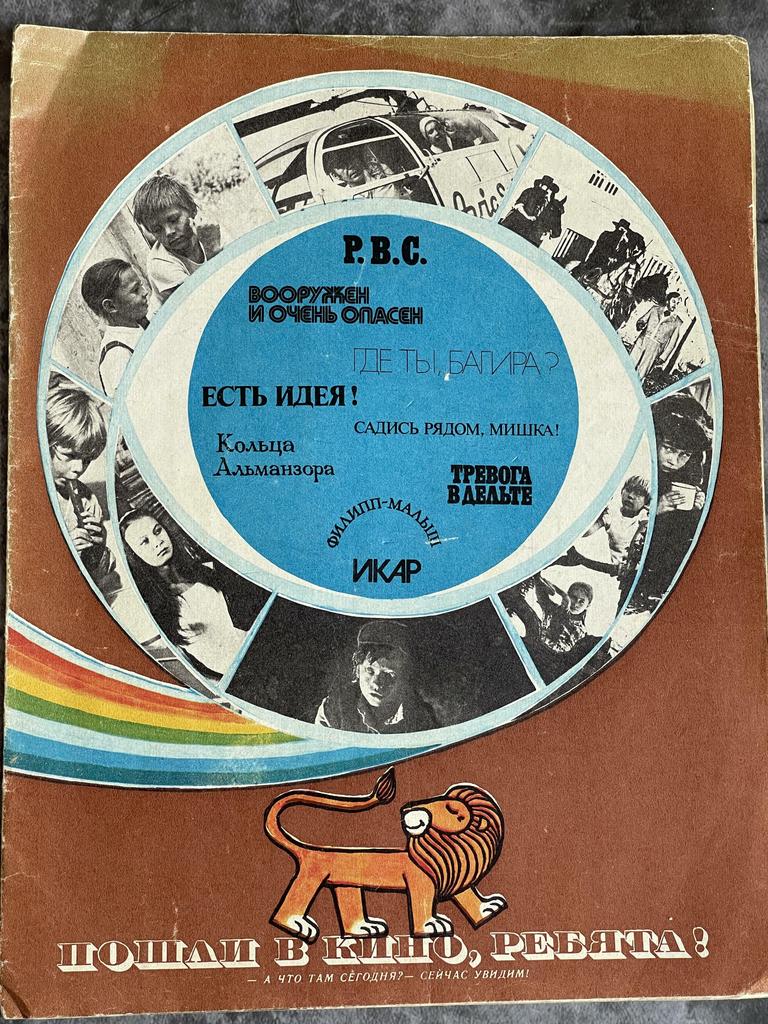 Р.В.С.
ВООРУЖЕН
И ОЧЕНЬ ОПАСЕН
ГДЕ ТЫ, БАГИРА?
ЕСТЬ ИДЕЯ!
САДИСЬ РЯДОМ, МИШКА!
Кольца
Альманзора
ТРЕВОГА
В ДЕЛЬТЕ
ФИЛИПП-МАЛЫШ
ИКАР
ПОШЛИ В КИНО, РЕБЯТА!
— А ЧТО ТАМ СЕГОДНЯ? — СЕЙЧАС УВИДИМ!